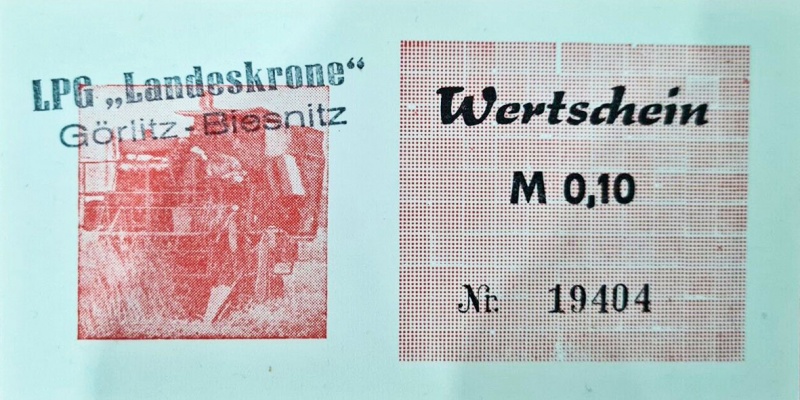 LPG „Landeskrone“
Görlitz-Biesnitz
Wertschein
M 0,10
Nr. 19404